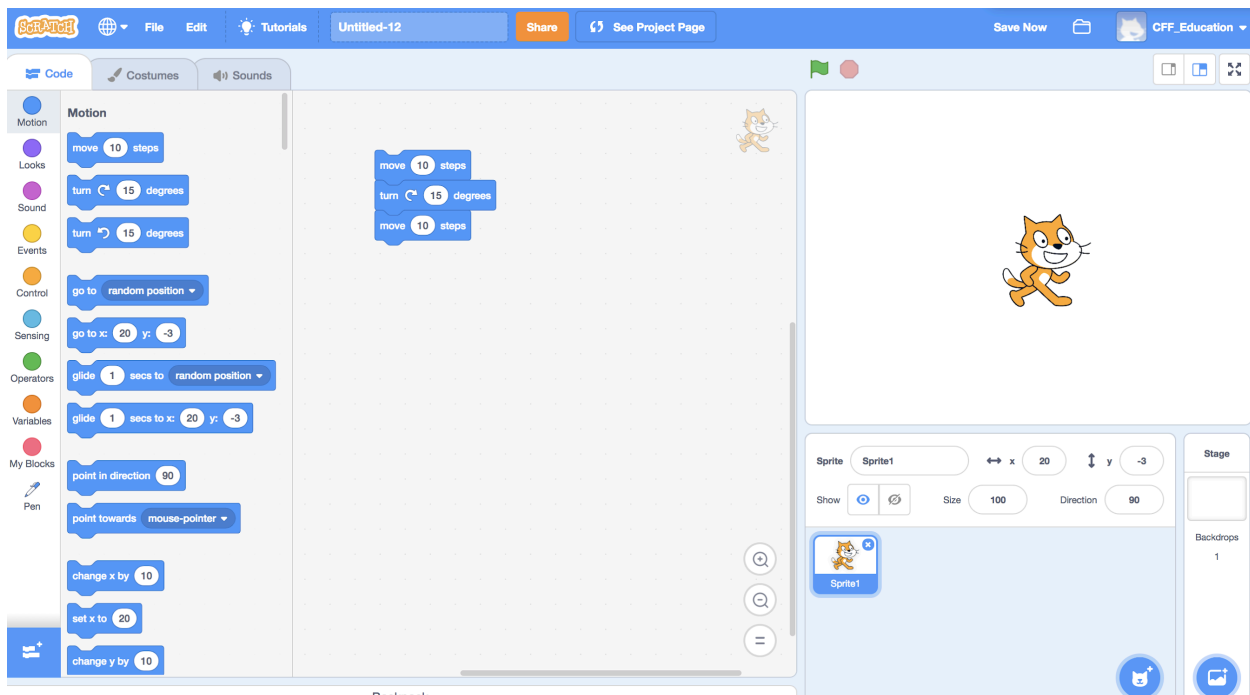 SCRATCH File Edit Tutorials Untitled-12 Share See Project Page Save Now CFF_Education
Code Costumes Sounds
Motion
Looks
Sound
Events
Control
Sensing
Operators
Variables
My Blocks
Pen
Motion
move 10 steps
turn 15 degrees
turn 15 degrees
go to random position
go to x: 20 y: -3
glide 1 secs to random position
glide 1 secs to x: 20 y: -3
point in direction 90
point towards mouse-pointer
change x by 10
set x to 20
change y by 10
move 10 steps
turn 15 degrees
move 10 steps
Sprite Sprite1 x 20 y -3
Show Size 100 Direction 90
Sprite1
Stage
Backdrops
1